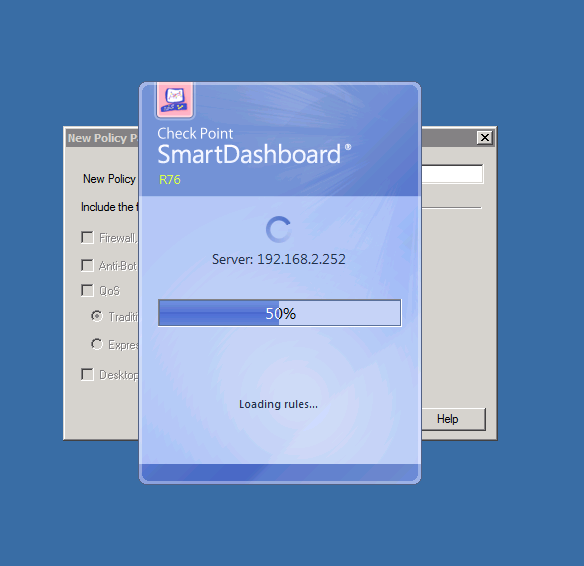 Check Point
SmartDashboard®
R76
Server: 192.168.2.252
50%
Loading rules...
New Policy P
New Policy
Include the f
Firewall,
Anti-Bot
QoS
Traditi
Expres
Desktop
Help